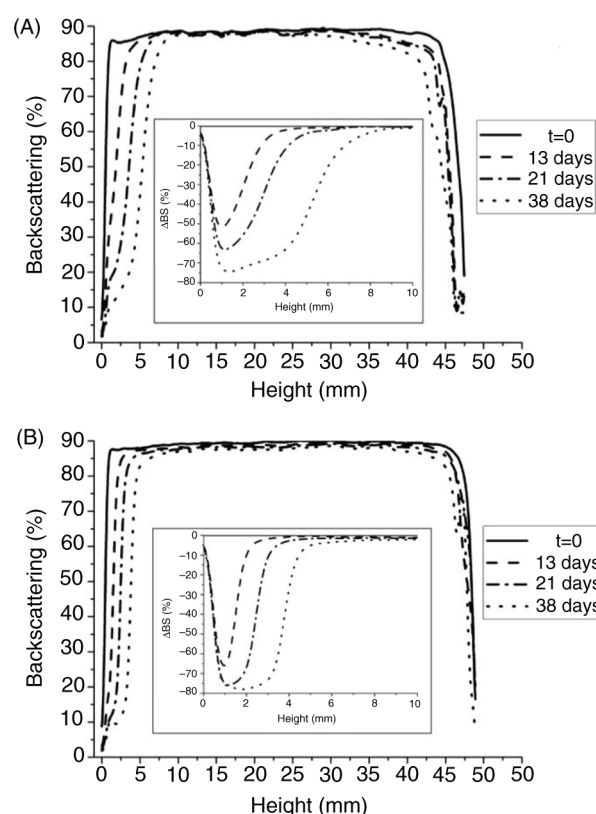 (A)
90
80
70
60
50
40
30
20
10
0
Backscattering (%)
0
−10
−20
−30
−40
−50
−60
−70
−80
ΔBS (%)
0 2 4 6 8 10
Height (mm)
t=0
13 days
21 days
38 days
0 5 10 15 20 25 30 35 40 45 50
Height (mm)
(B)
90
80
70
60
50
40
30
20
10
0
Backscattering (%)
0
−10
−20
−30
−40
−50
−60
−70
−80
ΔBS (%)
0 2 4 6 8 10
Height (mm)
t=0
13 days
21 days
38 days
0 5 10 15 20 25 30 35 40 45 50
Height (mm)